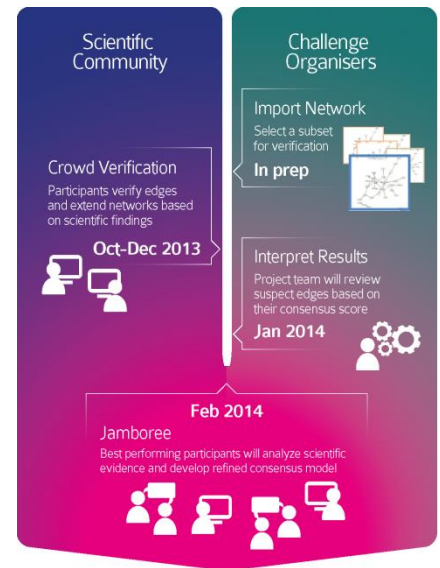 Scientific
Community
Challenge
Organisers
Import Network
Select a subset
for verification
In prep
Crowd Verification
Participants verify edges
and extend networks based
on scientific findings
Oct-Dec 2013
Interpret Results
Project team will review
suspect edges based on
their consensus score
Jan 2014
Feb 2014
Jamboree
Best performing participants will analyze scientific
evidence and develop refined consensus model